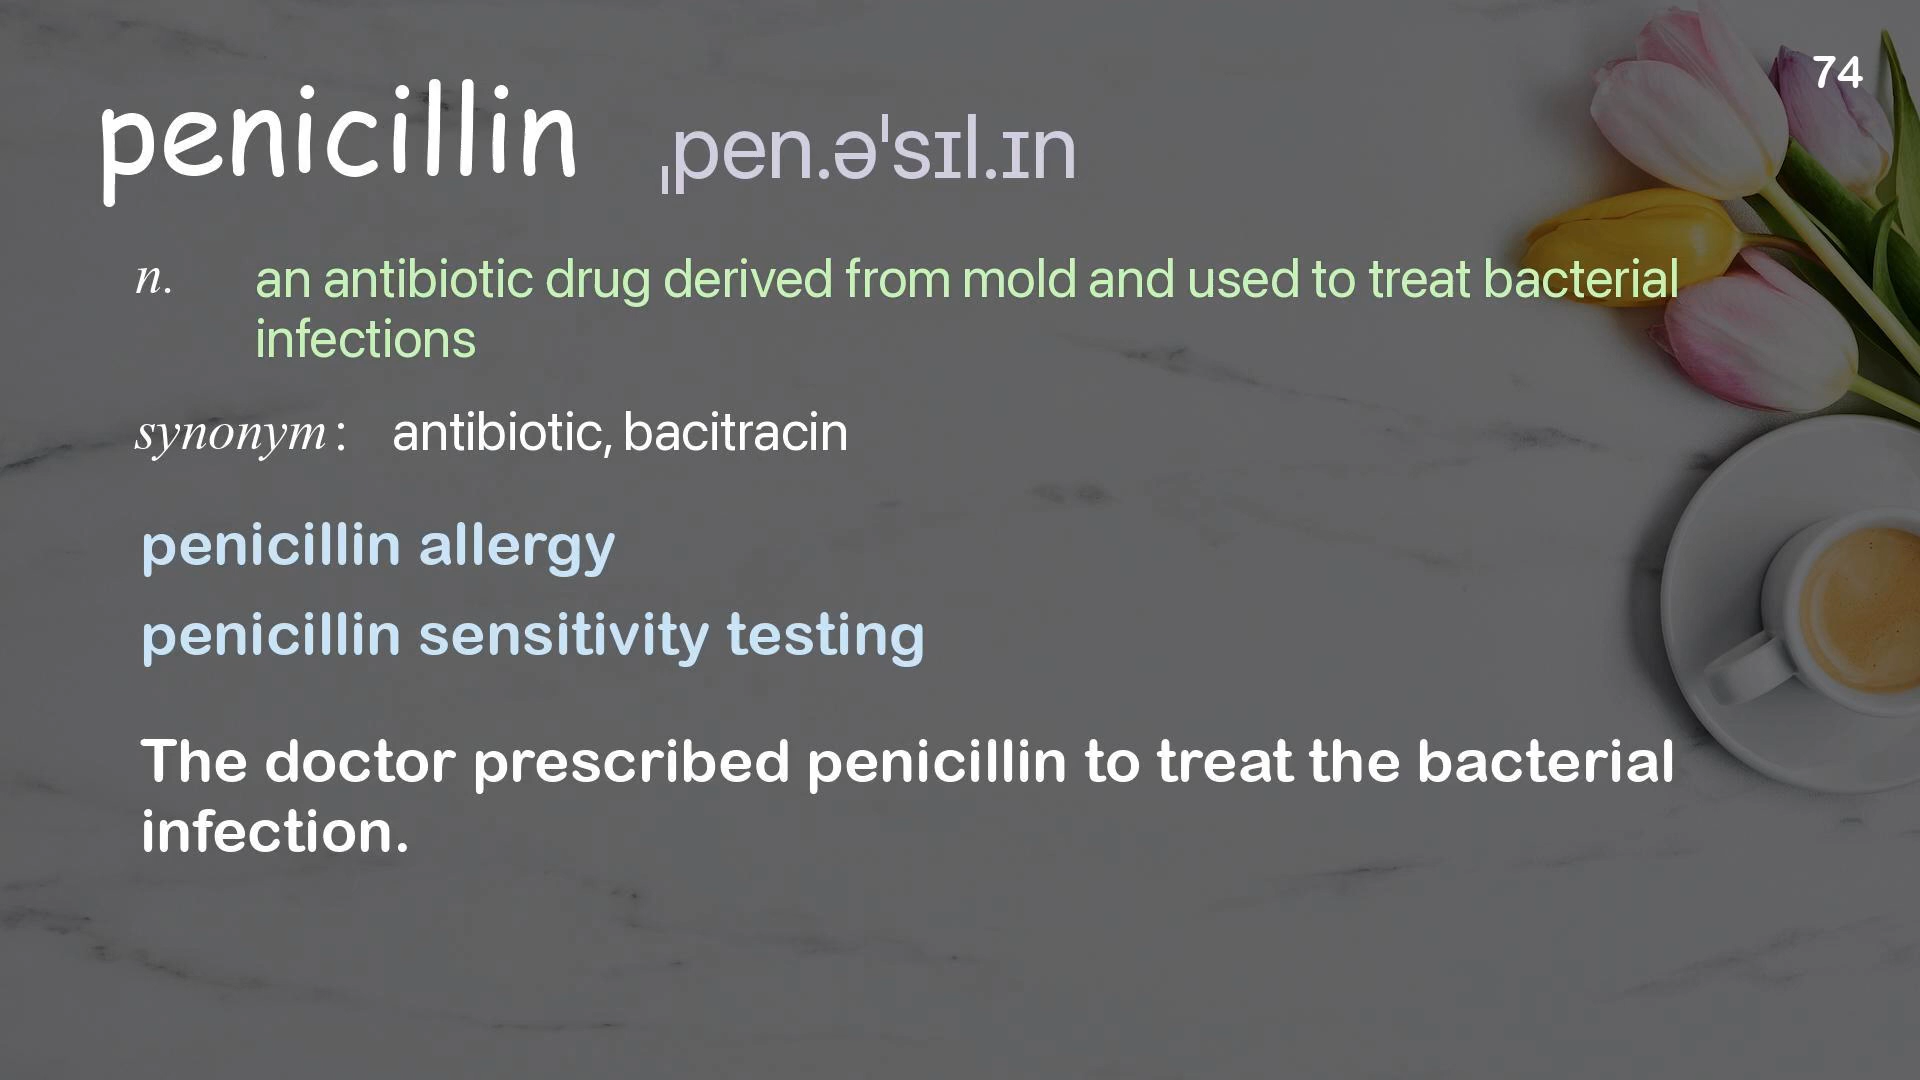 74
penicillin ˌpen.əˈsɪl.ɪn
n. an antibiotic drug derived from mold and used to treat bacterial
infections
synonym : antibiotic, bacitracin
penicillin allergy
penicillin sensitivity testing
The doctor prescribed penicillin to treat the bacterial
infection.